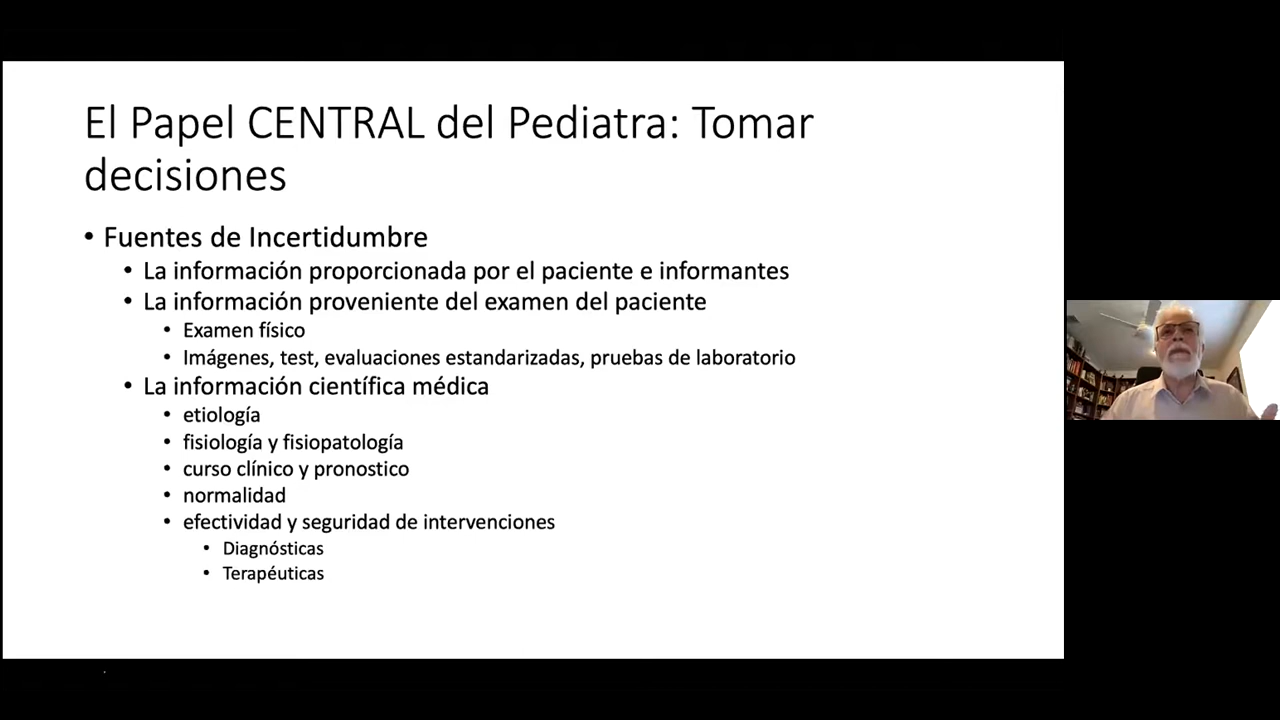 El Papel CENTRAL del Pediatra: Tomar
decisiones
• Fuentes de Incertidumbre
• La información proporcionada por el paciente e informantes
• La información proveniente del examen del paciente
• Examen físico
• Imágenes, test, evaluaciones estandarizadas, pruebas de laboratorio
• La información científica médica
• etiología
• fisiología y fisiopatología
• curso clínico y pronostico
• normalidad
• efectividad y seguridad de intervenciones
• Diagnósticas
• Terapéuticas